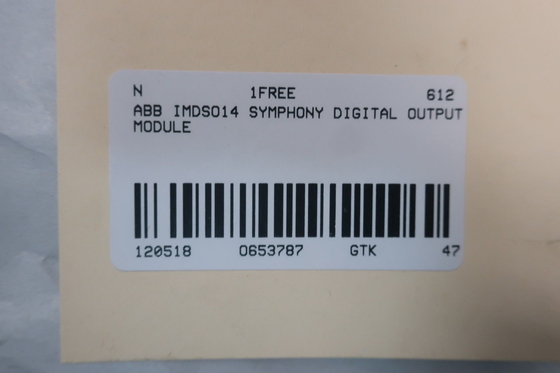 N 1FREE 612
ABB IMDSO14 SYMPHONY DIGITAL OUTPUT
MODULE
120518 0653787 GTK 47